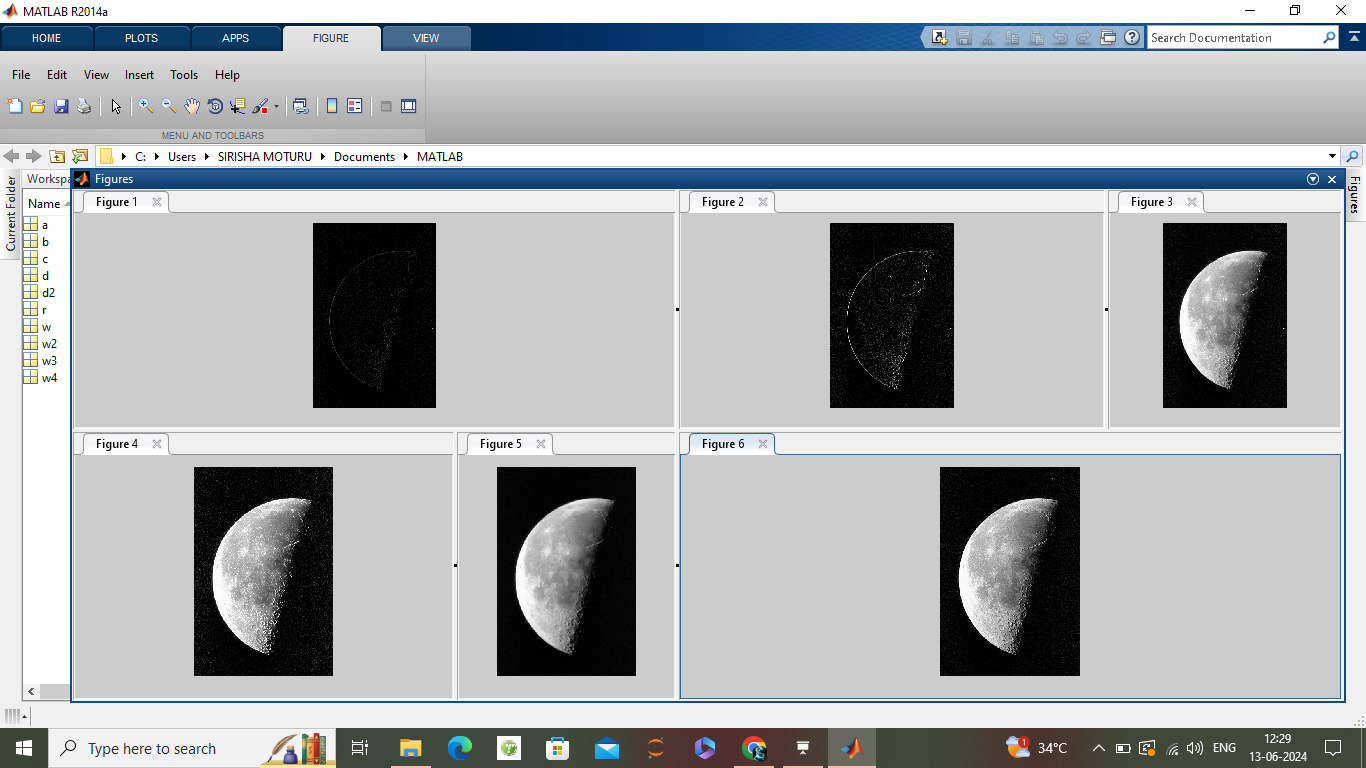 MATLAB R2014a
HOME
PLOTS
APPS
FIGURE
VIEW
Search Documentation
File
Edit
View
Insert
Tools
Help
MENU AND TOOLBARS
C:
Users
SIRISHA MOTURU
Documents
MATLAB
Current Folder
Workspa
Name
a
b
c
d
d2
r
w
w2
w3
w4
Figures
Figures
Figure 1
Figure 2
Figure 3
Figure 4
Figure 5
Figure 6
Type here to search
1
34°C
ENG
12:29
13-06-2024